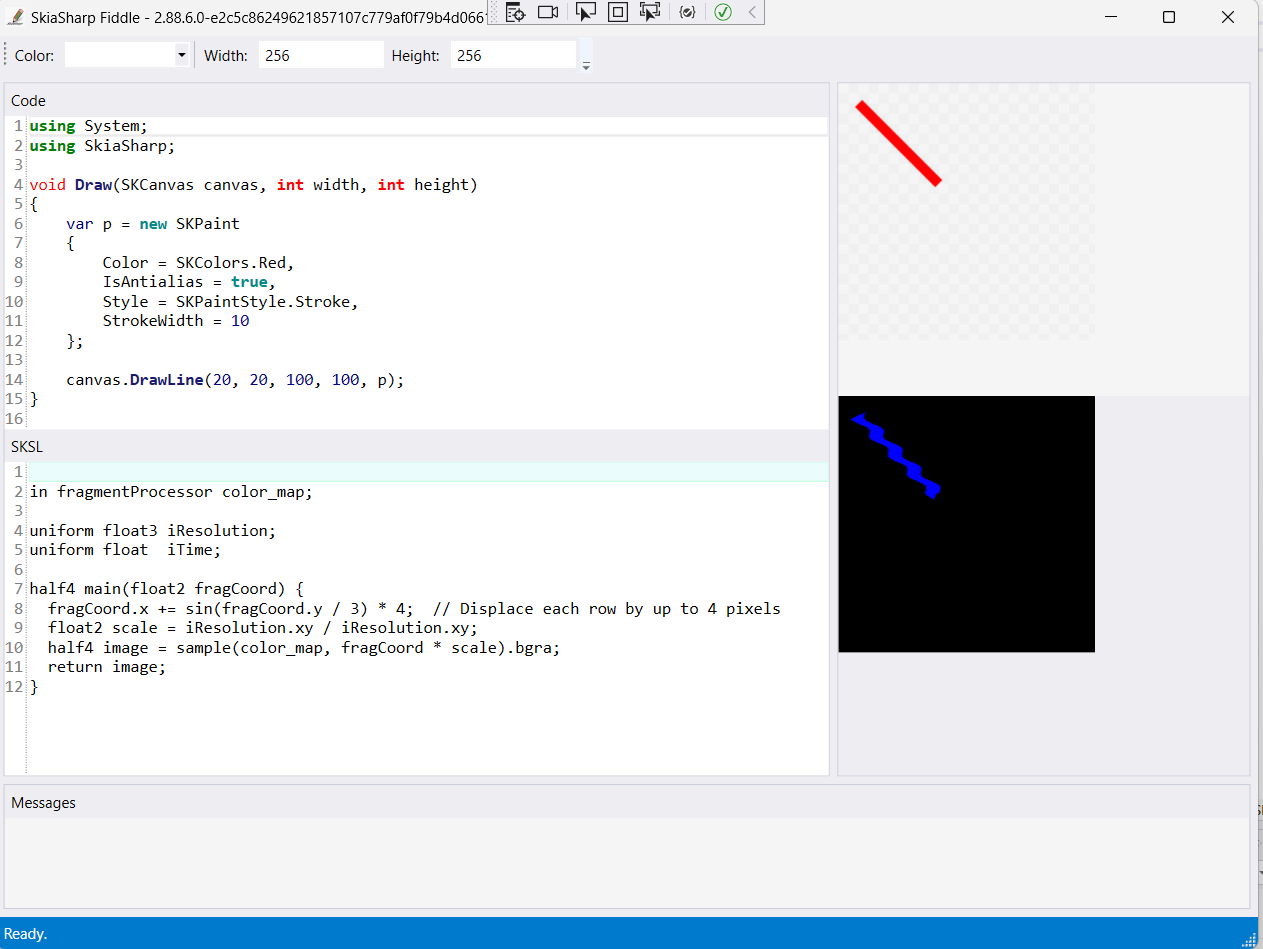 SkiaSharp Fiddle - 2.88.6.0-e2c5c86249621857107c779af0f79b4d0661
Color: Width: 256 Height: 256
Code
1 using System;
2 using SkiaSharp;
3
4 void Draw(SKCanvas canvas, int width, int height)
5 {
6     var p = new SKPaint
7     {
8         Color = SKColors.Red,
9         IsAntialias = true,
10         Style = SKPaintStyle.Stroke,
11         StrokeWidth = 10
12     };
13
14     canvas.DrawLine(20, 20, 100, 100, p);
15 }
16
SKSL
1
2 in fragmentProcessor color_map;
3
4 uniform float3 iResolution;
5 uniform float  iTime;
6
7 half4 main(float2 fragCoord) {
8   fragCoord.x += sin(fragCoord.y / 3) * 4;  // Displace each row by up to 4 pixels
9   float2 scale = iResolution.xy / iResolution.xy;
10   half4 image = sample(color_map, fragCoord * scale).bgra;
11   return image;
12 }
Messages
Ready.